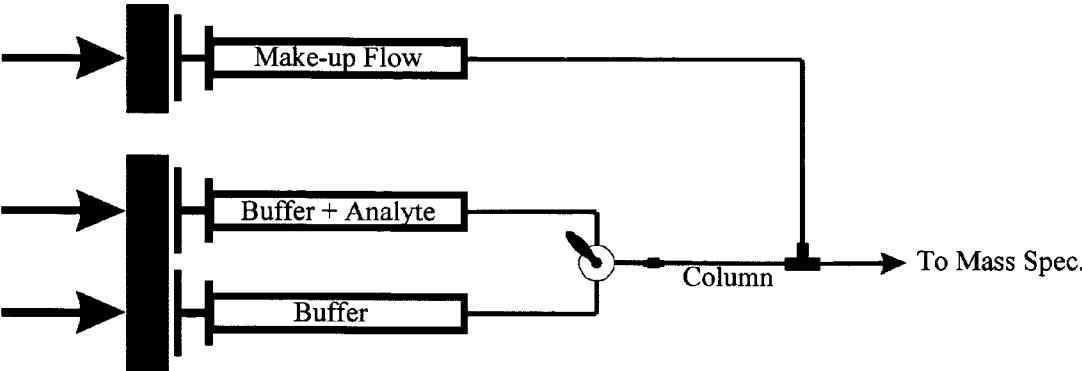 Make-up Flow
Buffer + Analyte
Buffer
Column
To Mass Spec.